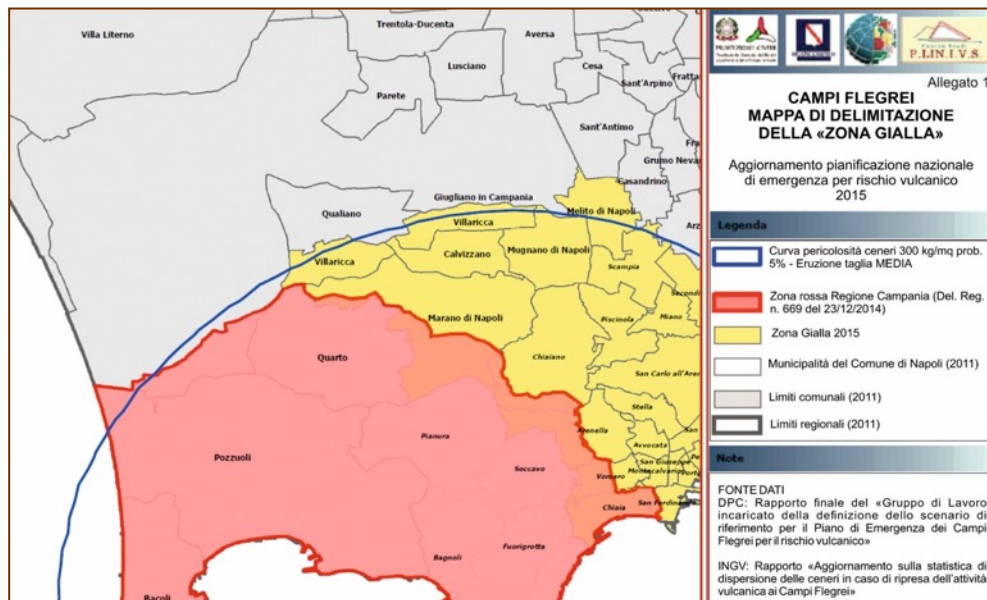 Villa Literno
Trentola-Ducenta
Aversa
Lusciano
Cesa
Sant'Arpino
Parete
Sant'Antimo
Casandrino
Giugliano in Campania
Qualiano
Melito di Napoli
Villaricca
Mugnano di Napoli
Calvizzano
Villaricca
Scampia
Marano di Napoli
Piscinola
Miano
Quarto
Chiaiano
Stella
Arenella
Pianura
Avvocata
Pozzuoli
Soccavo
Vomero
Chiaia
Bagnoli
Fuorigrotta
Bacoli
P.LIN.I.V.S.
Allegato 1
CAMPI FLEGREI
MAPPA DI DELIMITAZIONE
DELLA «ZONA GIALLA»
Aggiornamento pianificazione nazionale
di emergenza per rischio vulcanico
2015
Legenda
Curva pericolosità ceneri 300 kg/mq prob.
5% - Eruzione taglia MEDIA
Zona rossa Regione Campania (Del. Reg.
n. 669 del 23/12/2014)
Zona Gialla 2015
Municipalità del Comune di Napoli (2011)
Limiti comunali (2011)
Limiti regionali (2011)
Note
FONTE DATI
DPC: Rapporto finale del «Gruppo di Lavoro
incaricato della definizione dello scenario di
riferimento per il Piano di Emergenza dei Campi
Flegrei per il rischio vulcanico»
INGV: Rapporto «Aggiornamento sulla statistica di
dispersione delle ceneri in caso di ripresa dell'attività
vulcanica ai Campi Flegrei»